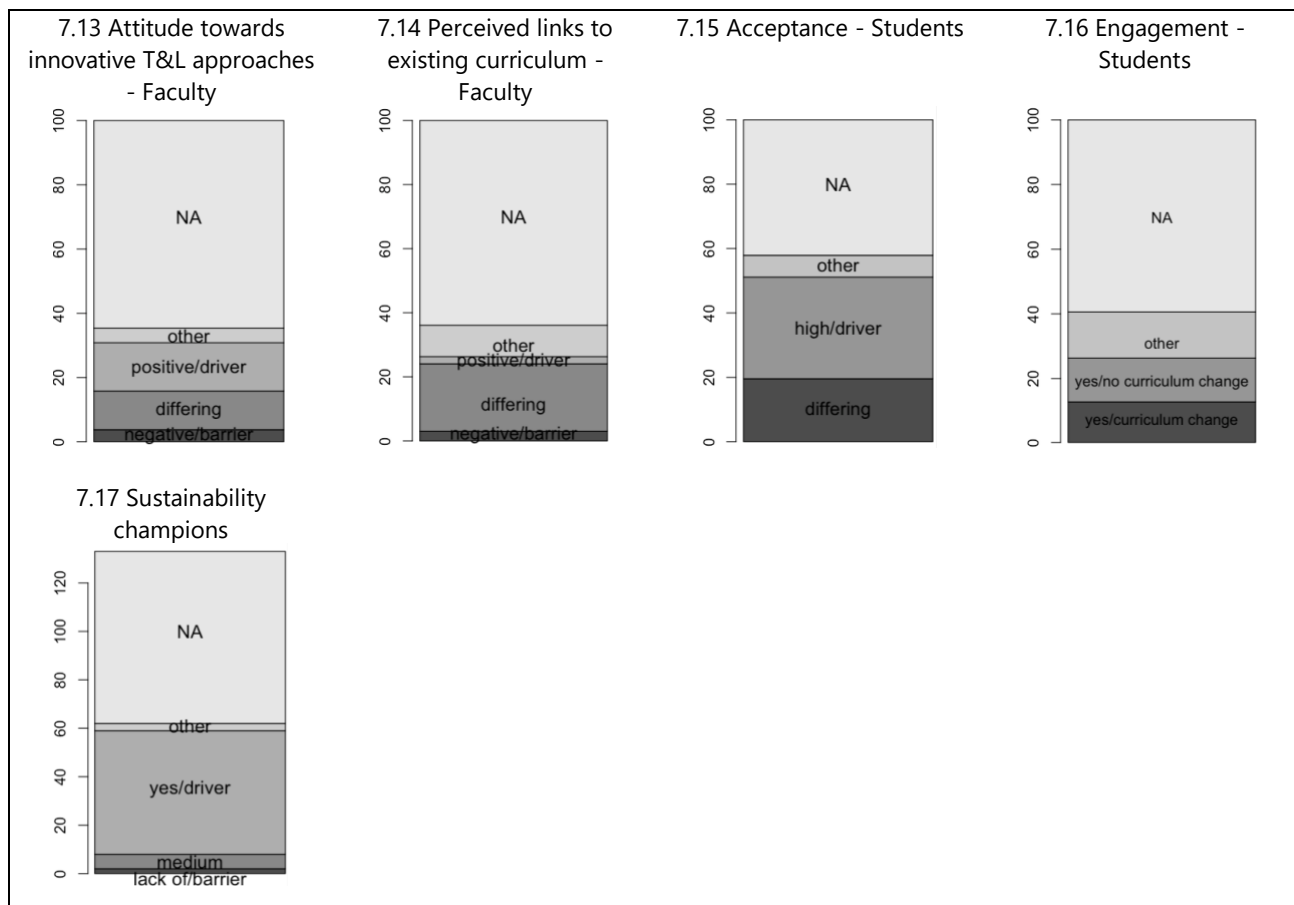 7.13 Attitude towards
innovative T&L approaches
- Faculty
100
80
60
40
20
0
NA
other
positive/driver
differing
negative/barrier
7.14 Perceived links to
existing curriculum -
Faculty
100
80
60
40
20
0
NA
other
positive/driver
differing
negative/barrier
7.15 Acceptance - Students
100
80
60
40
20
0
NA
other
high/driver
differing
7.16 Engagement -
Students
100
80
60
40
20
0
NA
other
yes/no curriculum change
yes/curriculum change
7.17 Sustainability
champions
120
100
80
60
40
20
0
NA
other
yes/driver
medium
lack of/barrier